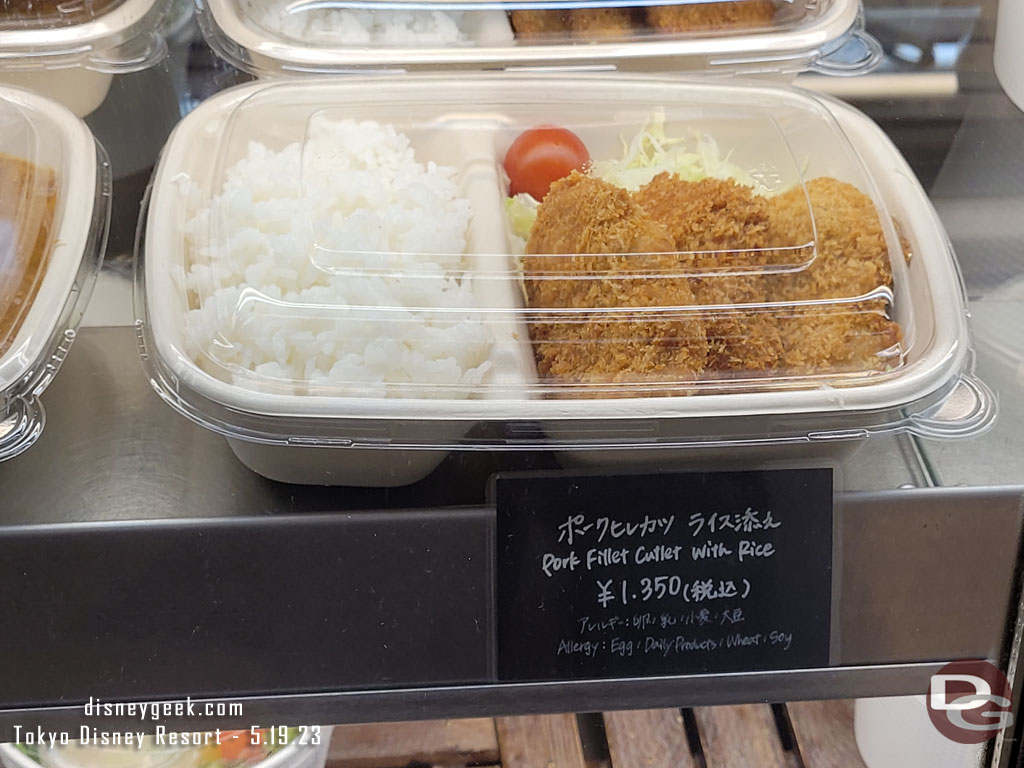 ポークヒレカツ ライス添え
Pork Fillet Cutlet With Rice
¥1.350(税込)
アレルギー:卵/乳/小麦/大豆
Allergy : Egg / Daily Products / Wheat / Soy
disneygeek.com
Tokyo Disney Resort - 5.19.23
DG